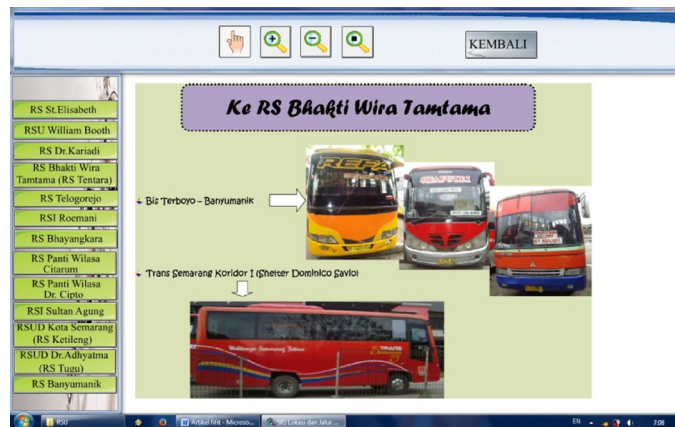 KEMBALI
Ke RS Bhakti Wira Tamtama
RS St.Elisabeth
RSU William Booth
RS Dr.Kariadi
RS Bhakti Wira
Tamtama (RS Tentara)
RS Telogorejo
RSI Roemani
RS Bhayangkara
RS Panti Wilasa
Citarum
RS Panti Wilasa
Dr. Cipto
RSI Sultan Agung
RSUD Kota Semarang
(RS Ketileng)
RSUD Dr.Adhyatma
(RS Tugu)
RS Banyumanik
Bis Terboyo – Banyumanik
Trans Semarang Koridor I (Shelter Dominico Savio)
TRANS
Semarang
RSU
Artikel fifit - Microso...
SIG Lokasi dan Jalur ...
EN
7:08